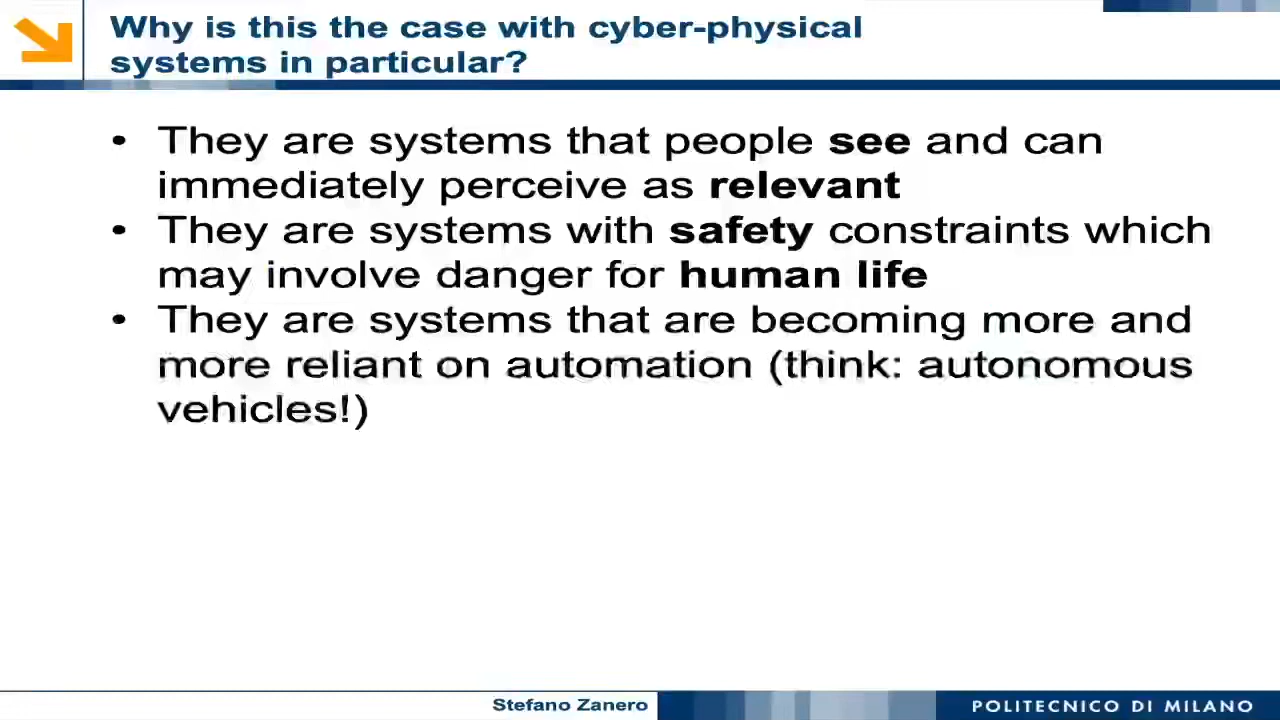 Why is this the case with cyber-physical
systems in particular?
• They are systems that people see and can
immediately perceive as relevant
• They are systems with safety constraints which
may involve danger for human life
• They are systems that are becoming more and
more reliant on automation (think: autonomous
vehicles!)
Stefano Zanero
POLITECNICO DI MILANO